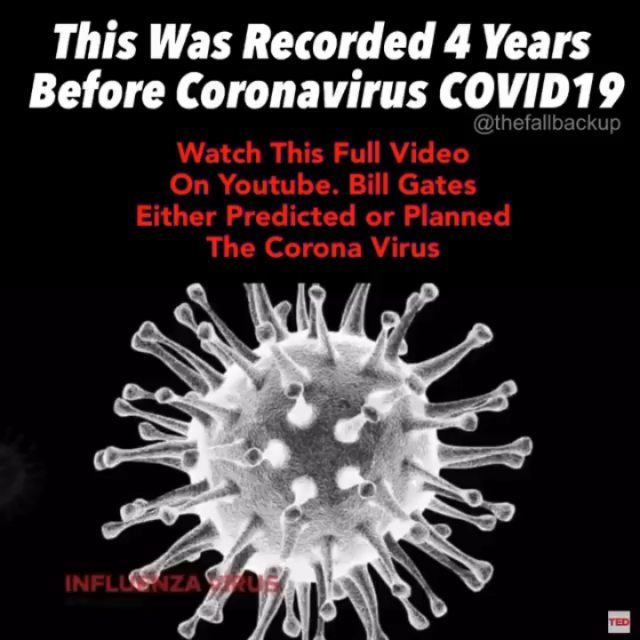 This Was Recorded 4 Years
Before Coronavirus COVID19
@thefallbackup
Watch This Full Video
On Youtube. Bill Gates
Either Predicted or Planned
The Corona Virus
INFLUENZA VIRUS
TED